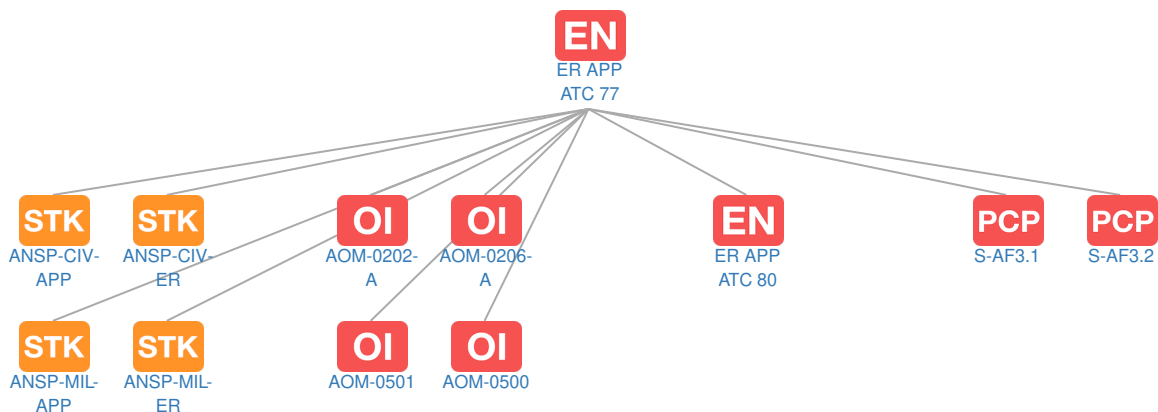 EN
ER APP
ATC 77
STK
STK
OI
OI
EN
PCP
PCP
ANSP-CIV-
APP
ANSP-CIV-
ER
AOM-0202-
A
AOM-0206-
A
ER APP
ATC 80
S-AF3.1
S-AF3.2
STK
STK
OI
OI
ANSP-MIL-
APP
ANSP-MIL-
ER
AOM-0501
AOM-0500